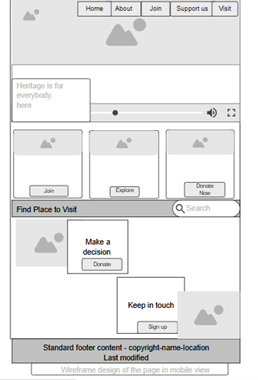 Home About Join Support us Visit
Heritage is for
everybody.
here
Join
Explore
Donate
Now
Find Place to Visit
Search
Make a
decision
Donate
Keep in touch
Sign up
Standard footer content - copyright-name-location
Last modified
Wireframe design of the page in mobile view